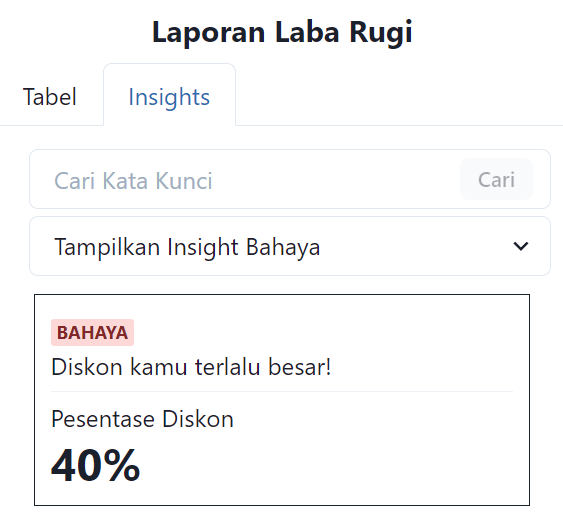 Laporan Laba Rugi
Tabel Insights
Cari Kata Kunci Cari
Tampilkan Insight Bahaya
BAHAYA
Diskon kamu terlalu besar!
Pesentase Diskon
40%